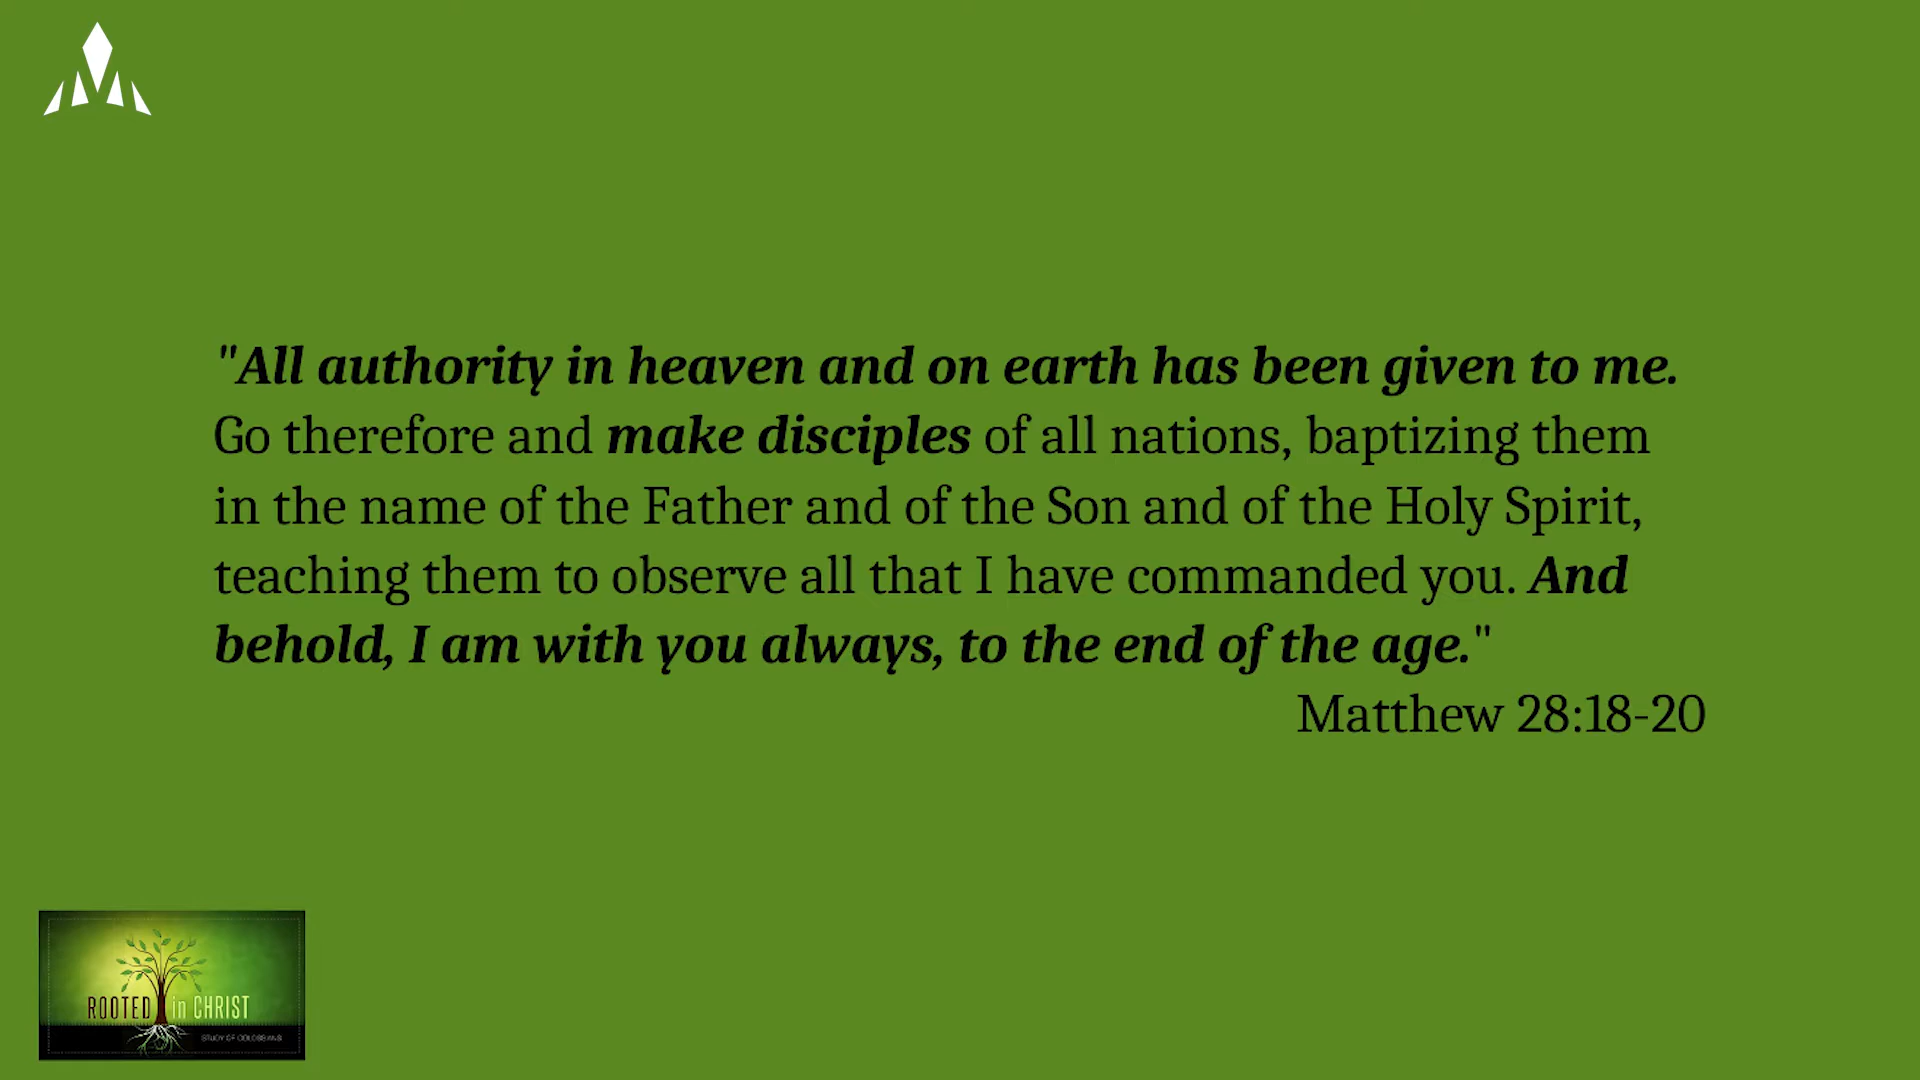 "All authority in heaven and on earth has been given to me.
Go therefore and make disciples of all nations, baptizing them
in the name of the Father and of the Son and of the Holy Spirit,
teaching them to observe all that I have commanded you. And
behold, I am with you always, to the end of the age."
Matthew 28:18-20
ROOTED in CHRIST
STUDY OF COLOSSIANS